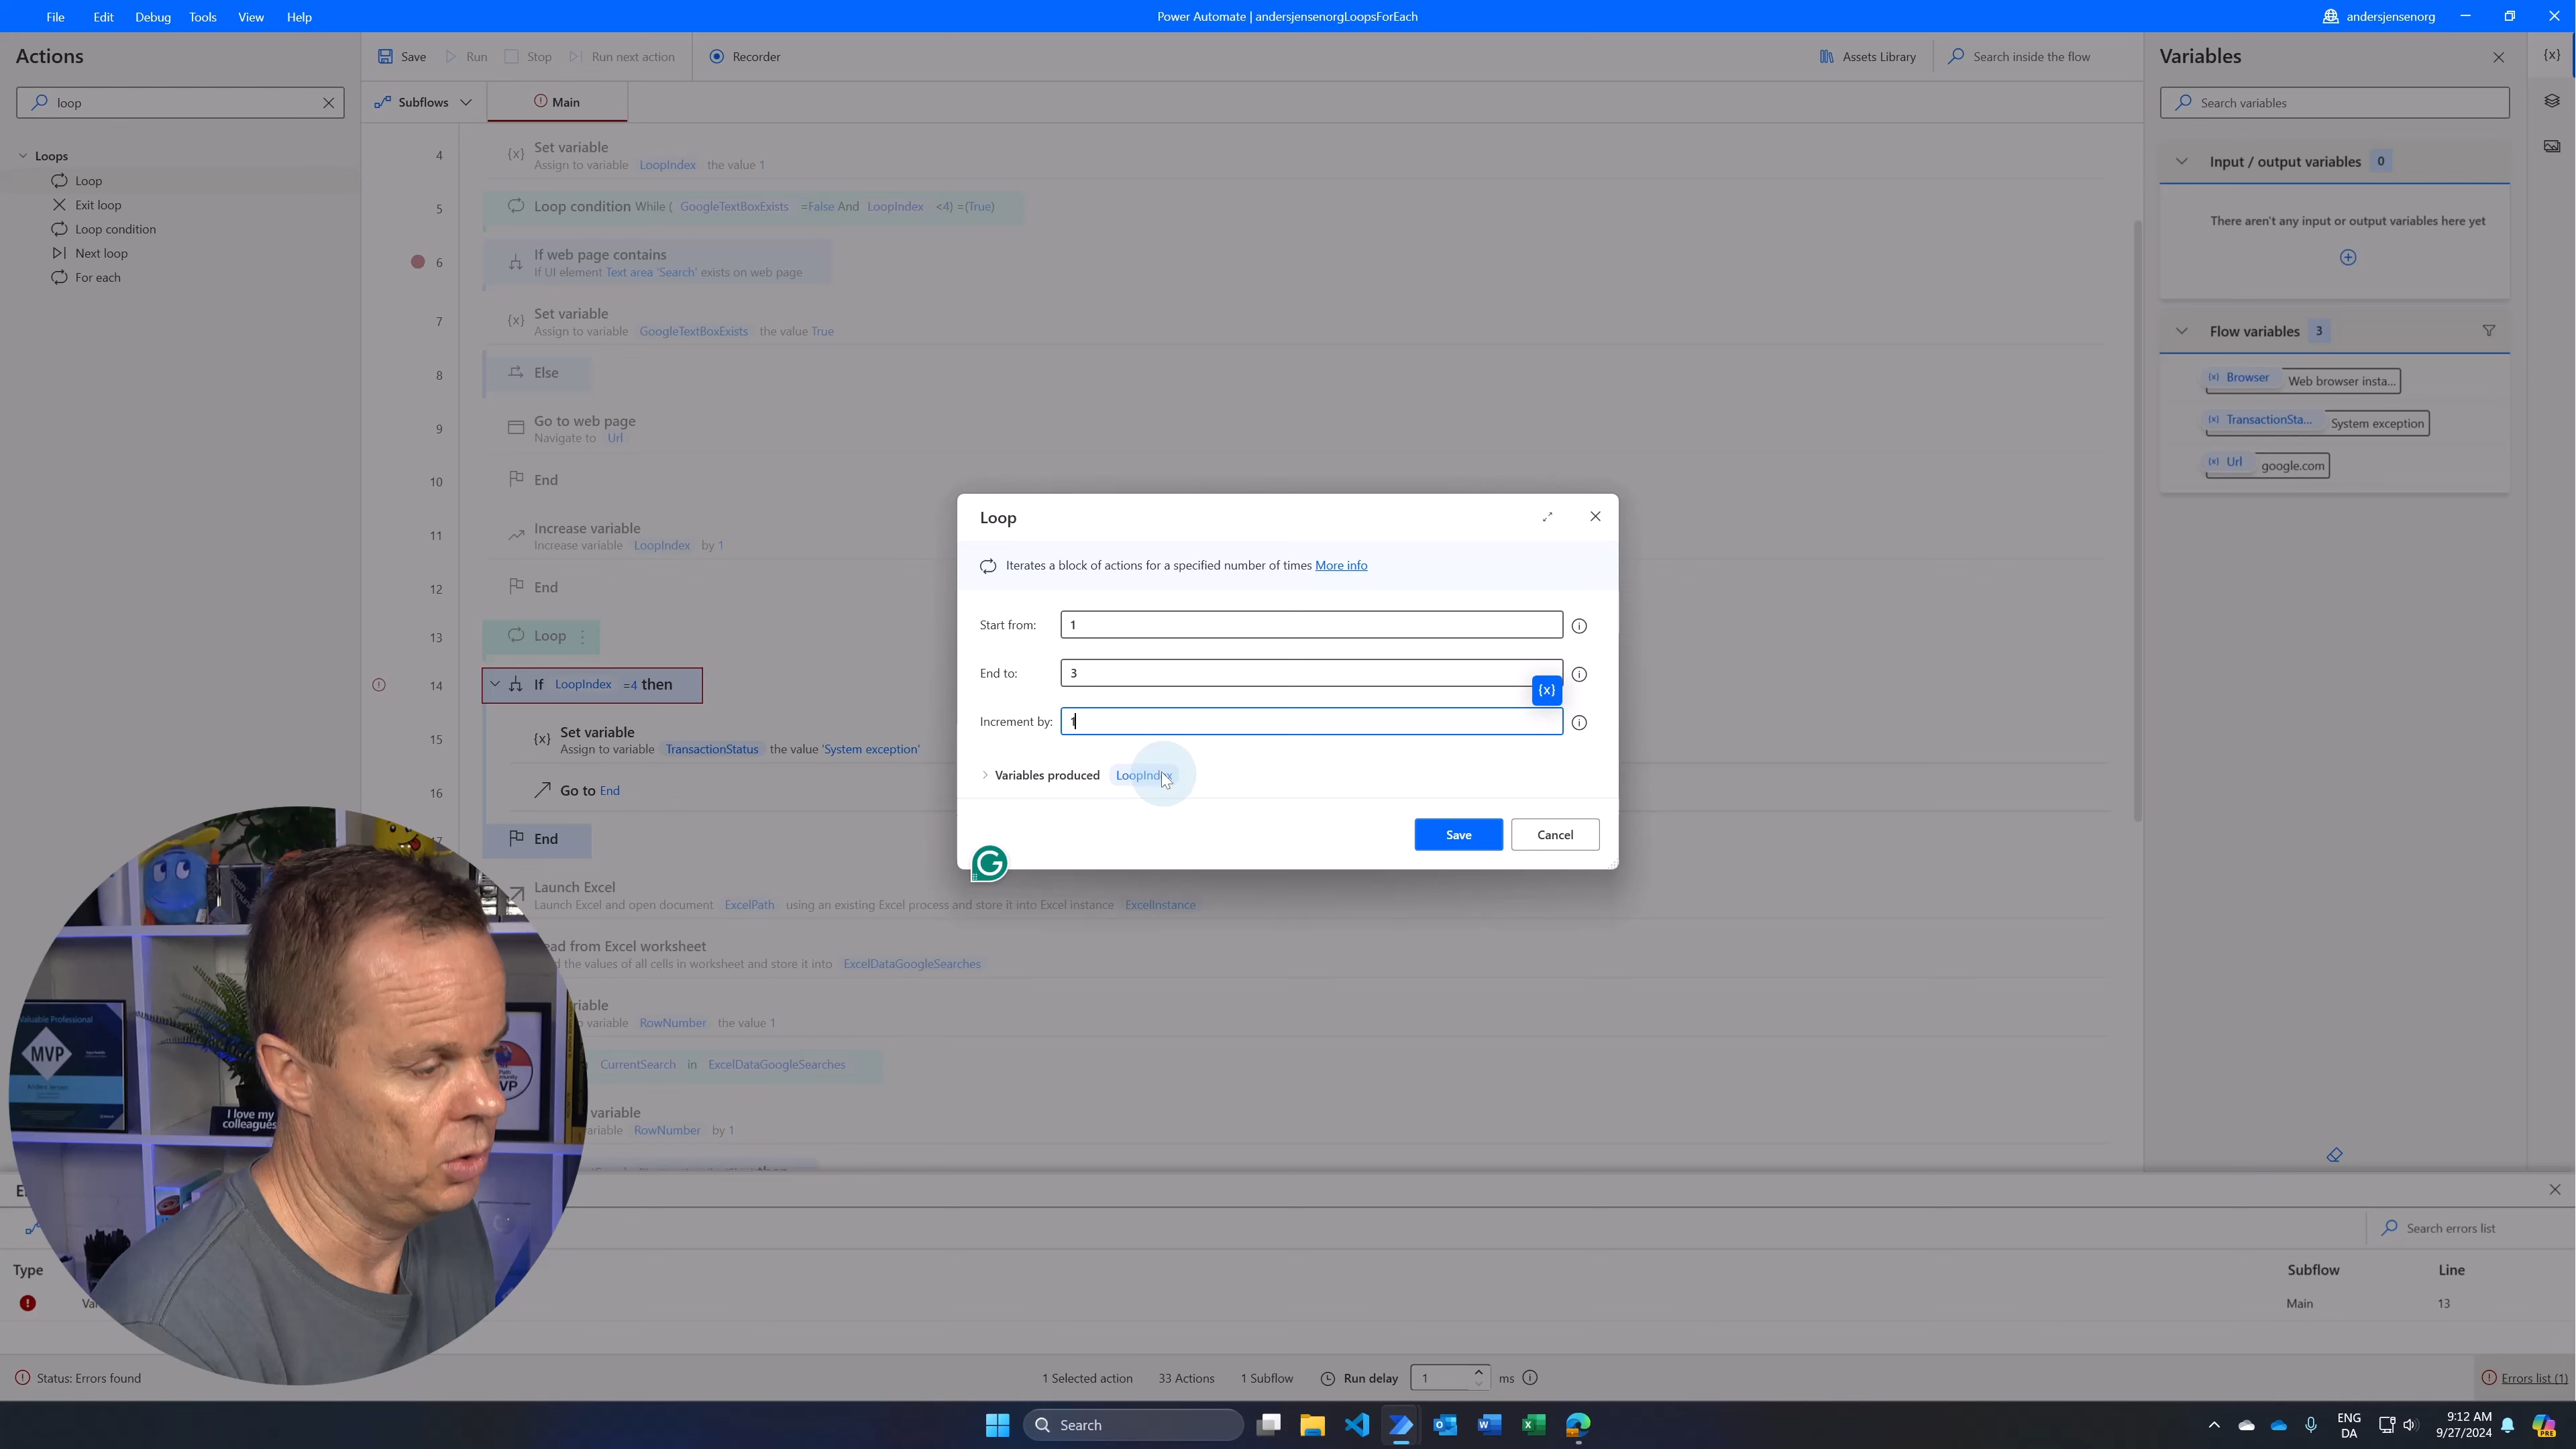 File Edit Debug Tools View Help
Power Automate | andersjensenorgLoopsForEach
andersjensenorg
Actions
Save Run Stop Run next action Recorder
Assets Library Search inside the flow
Variables
{x}
loop
Subflows Main
Search variables
Loops
Loop
Exit loop
Loop condition
Next loop
For each
4 {x} Set variable
Assign to variable LoopIndex the value 1
5 Loop condition While ( GoogleTextBoxExists =False And LoopIndex <4) =(True)
6 If web page contains
If UI element Text area 'Search' exists on web page
7 {x} Set variable
Assign to variable GoogleTextBoxExists the value True
8 Else
9 Go to web page
Navigate to Url
10 End
11 Increase variable
Increase variable LoopIndex by 1
12 End
13 Loop
14 If LoopIndex =4 then
15 {x} Set variable
Assign to variable TransactionStatus the value 'System exception'
16 Go to End
End
Launch Excel
Launch Excel and open document ExcelPath using an existing Excel process and store it into Excel instance ExcelInstance
from Excel worksheet
the values of all cells in worksheet and store it into ExcelDataGoogleSearches
variable RowNumber the value 1
CurrentSearch in ExcelDataGoogleSearches
variable
RowNumber by 1
Loop
Iterates a block of actions for a specified number of times More info
Start from: 1
End to: 3
{x}
Increment by: 1
Variables produced LoopIndex
Save Cancel
Input / output variables 0
There aren't any input or output variables here yet
Flow variables 3
{x} Browser Web browser insta...
{x} TransactionSta... System exception
{x} Url google.com
MVP
Anders Jensen
I love my
colleagues
Search errors list
Type Subflow Line
Main 13
Status: Errors found
1 Selected action 33 Actions 1 Subflow Run delay 1 ms
Errors list (1)
Search
ENG
DA
9:12 AM
9/27/2024
PRE